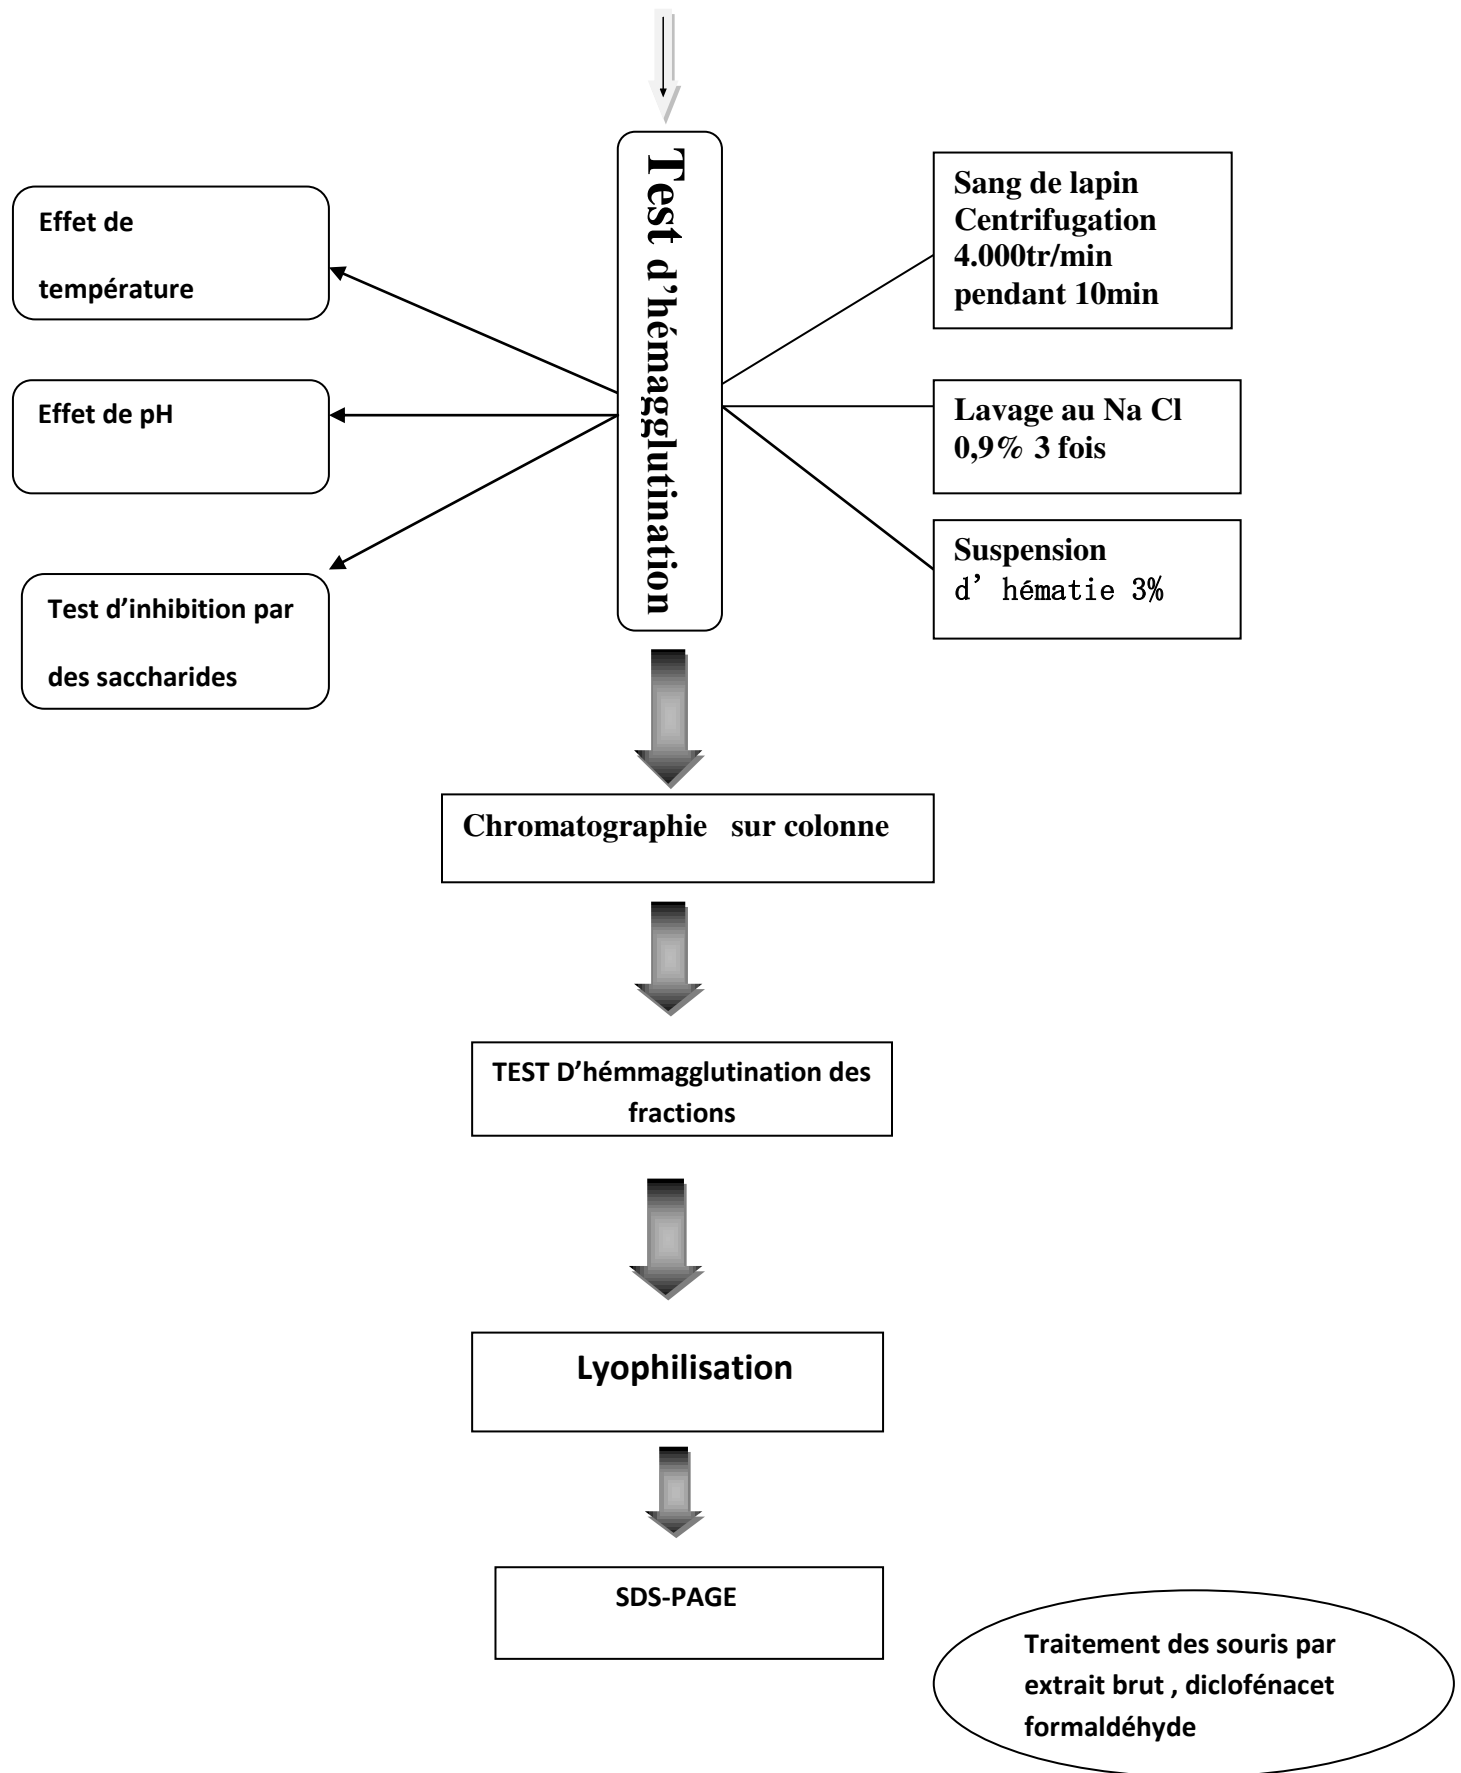 Test d’hémagglutination
Effet de
température
Effet de pH
Test d’inhibition par
des saccharides
Sang de lapin
Centrifugation
4.000tr/min
pendant 10min
Lavage au Na Cl
0,9% 3 fois
Suspension
d’ hématie 3%
Chromatographie sur colonne
TEST D’hémmagglutination des
fractions
Lyophilisation
SDS-PAGE
Traitement des souris par
extrait brut , diclofénacet
formaldéhyde